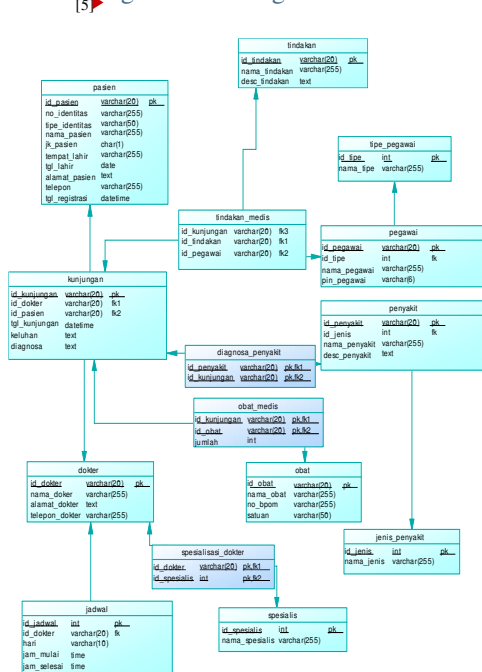 [5]
tindakan
id_tindakan varchar(20) pk
nama_tindakan varchar(255)
desc_tindakan text
pasien
id_pasien varchar(20) pk
no_identitas varchar(255)
tipe_identitas varchar(50)
nama_pasien varchar(255)
jk_pasien char(1)
tempat_lahir varchar(255)
tgl_lahir date
alamat_pasien text
telepon varchar(255)
tgl_registrasi datetime
tipe_pegawai
id_tipe int pk
nama_tipe varchar(255)
tindakan_medis
id_kunjungan varchar(20) fk3
id_tindakan varchar(20) fk1
id_pegawai varchar(20) fk2
pegawai
id_pegawai varchar(20) pk
id_tipe int fk
nama_pegawai varchar(255)
pin_pegawai varchar(6)
kunjungan
id_kunjungan varchar(20) pk
id_dokter varchar(20) fk1
id_pasien varchar(20) fk2
tgl_kunjungan datetime
keluhan text
diagnosa text
penyakit
id_penyakit varchar(20) pk
id_jenis int fk
nama_penyakit varchar(255)
desc_penyakit text
diagnosa_penyakit
id_penyakit varchar(20) pk,fk1
id_kunjungan varchar(20) pk,fk2
obat_medis
id_kunjungan varchar(20) pk,fk1
id_obat varchar(20) pk,fk2
jumlah int
dokter
id_dokter varchar(20) pk
nama_doker varchar(255)
alamat_dokter text
telepon_dokter varchar(255)
obat
id_obat varchar(20) pk
nama_obat varchar(255)
no_bpom varchar(255)
satuan varchar(50)
jenis_penyakit
id_jenis int pk
nama_jenis varchar(255)
spesialisasi_dokter
id_dokter varchar(20) pk,fk1
id_spesialis int pk,fk2
jadwal
id_jadwal int pk
id_dokter varchar(20) fk
hari varchar(10)
jam_mulai time
jam_selesai time
spesialis
id_spesialis int pk
nama_spesialis varchar(255)